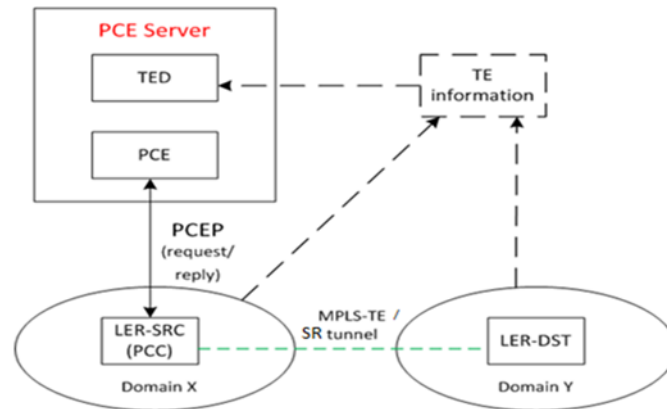 PCE Server
TED
TE
information
PCE
PCEP
(request/
reply)
MPLS-TE /
SR tunnel
LER-SRC
(PCC)
LER-DST
Domain X
Domain Y